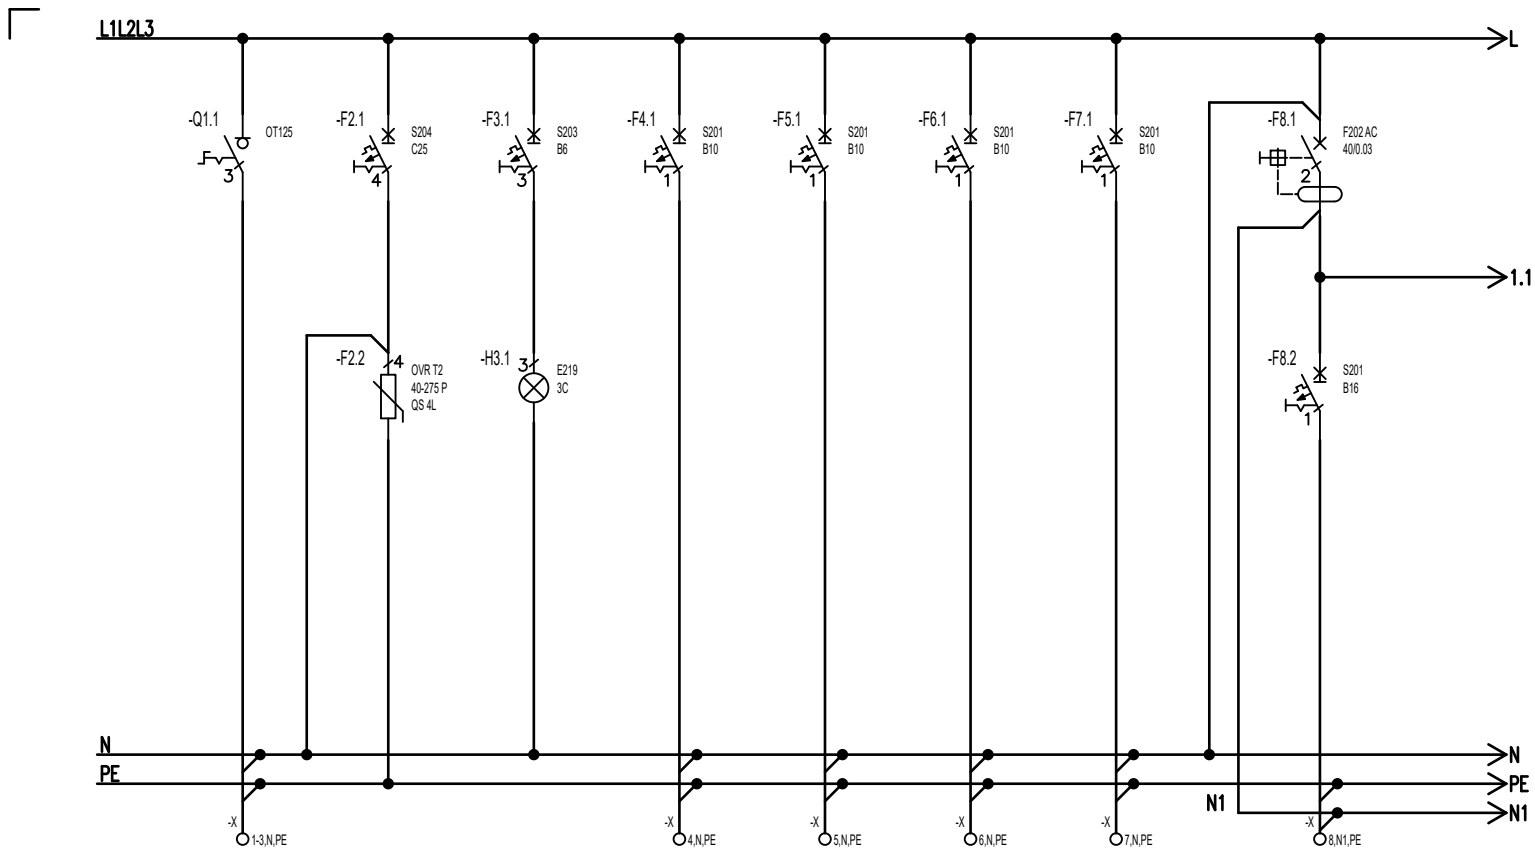 L1L2L3
L
-Q1.1
OT125
3
-F2.1
S204
C25
4
-F3.1
S203
B6
3
-F4.1
S201
B10
1
-F5.1
S201
B10
1
-F6.1
S201
B10
1
-F7.1
S201
B10
1
-F8.1
F202 AC
40/0.03
2
1.1
-F2.2
4
OVR T2
40-275 P
QS 4L
-H3.1
3
E219
3C
-F8.2
S201
B16
1
N
N
PE
PE
N1
N1
-X
1-3,N,PE
-X
4,N,PE
-X
5,N,PE
-X
6,N,PE
-X
7,N,PE
-X
8,N1,PE